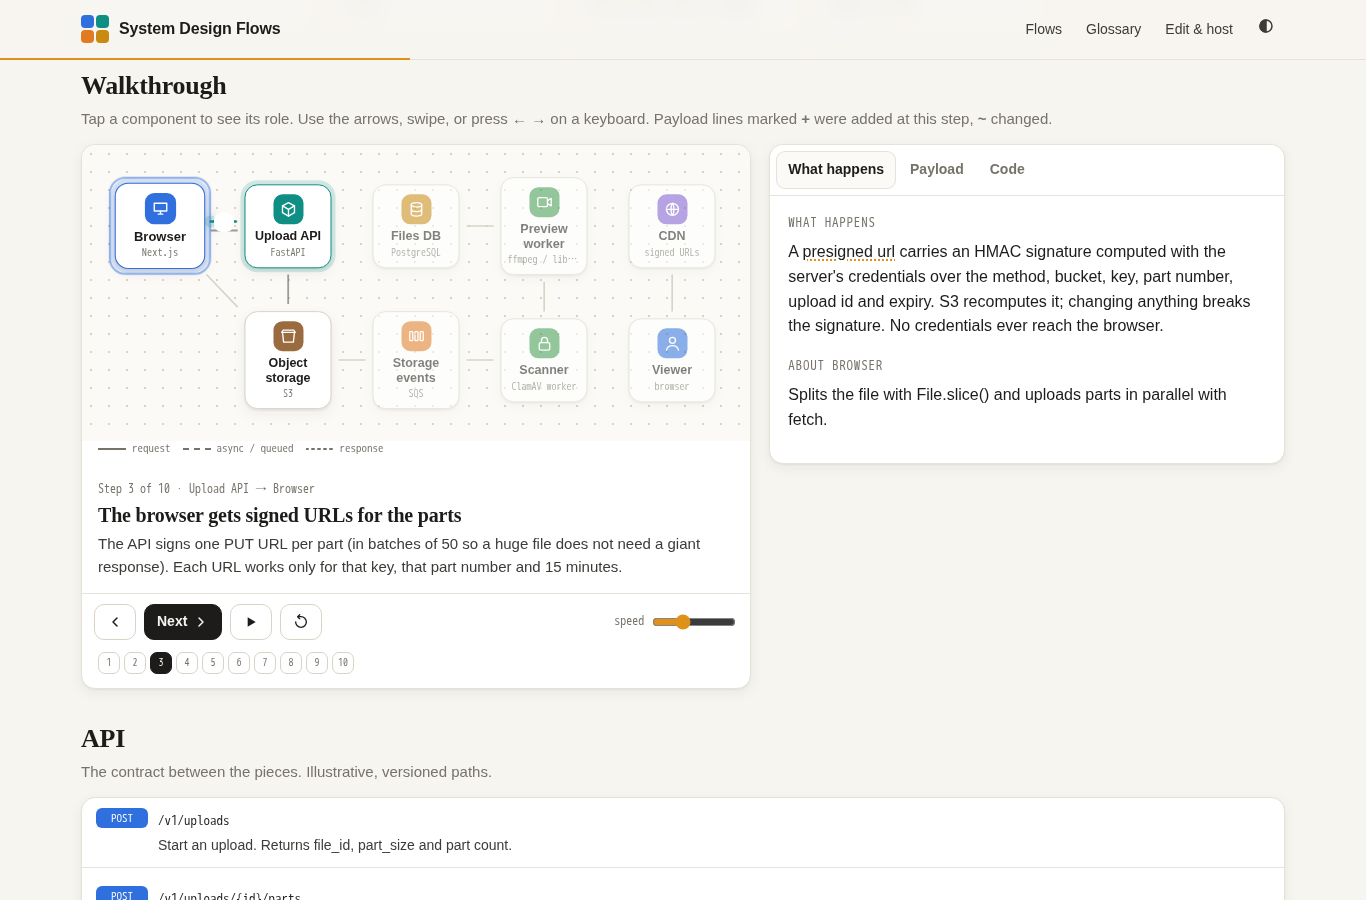 System Design Flows
Flows
Glossary
Edit & host
Walkthrough
Tap a component to see its role. Use the arrows, swipe, or press ← → on a keyboard. Payload lines marked + were added at this step, ~ changed.
Browser
Next.js
Upload API
FastAPI
Files DB
PostgreSQL
Preview
worker
ffmpeg / lib…
CDN
signed URLs
Object
storage
S3
Storage
events
SQS
Scanner
ClamAV worker
Viewer
browser
request
async / queued
response
Step 3 of 10 · Upload API → Browser
The browser gets signed URLs for the parts
The API signs one PUT URL per part (in batches of 50 so a huge file does not need a giant
response). Each URL works only for that key, that part number and 15 minutes.
Next
speed
1 2 3 4 5 6 7 8 9 10
What happens
Payload
Code
WHAT HAPPENS
A presigned url carries an HMAC signature computed with the
server's credentials over the method, bucket, key, part number,
upload id and expiry. S3 recomputes it; changing anything breaks
the signature. No credentials ever reach the browser.
ABOUT BROWSER
Splits the file with File.slice() and uploads parts in parallel with
fetch.
API
The contract between the pieces. Illustrative, versioned paths.
POST /v1/uploads
Start an upload. Returns file_id, part_size and part count.
POST /v1/uploads/{id}/parts